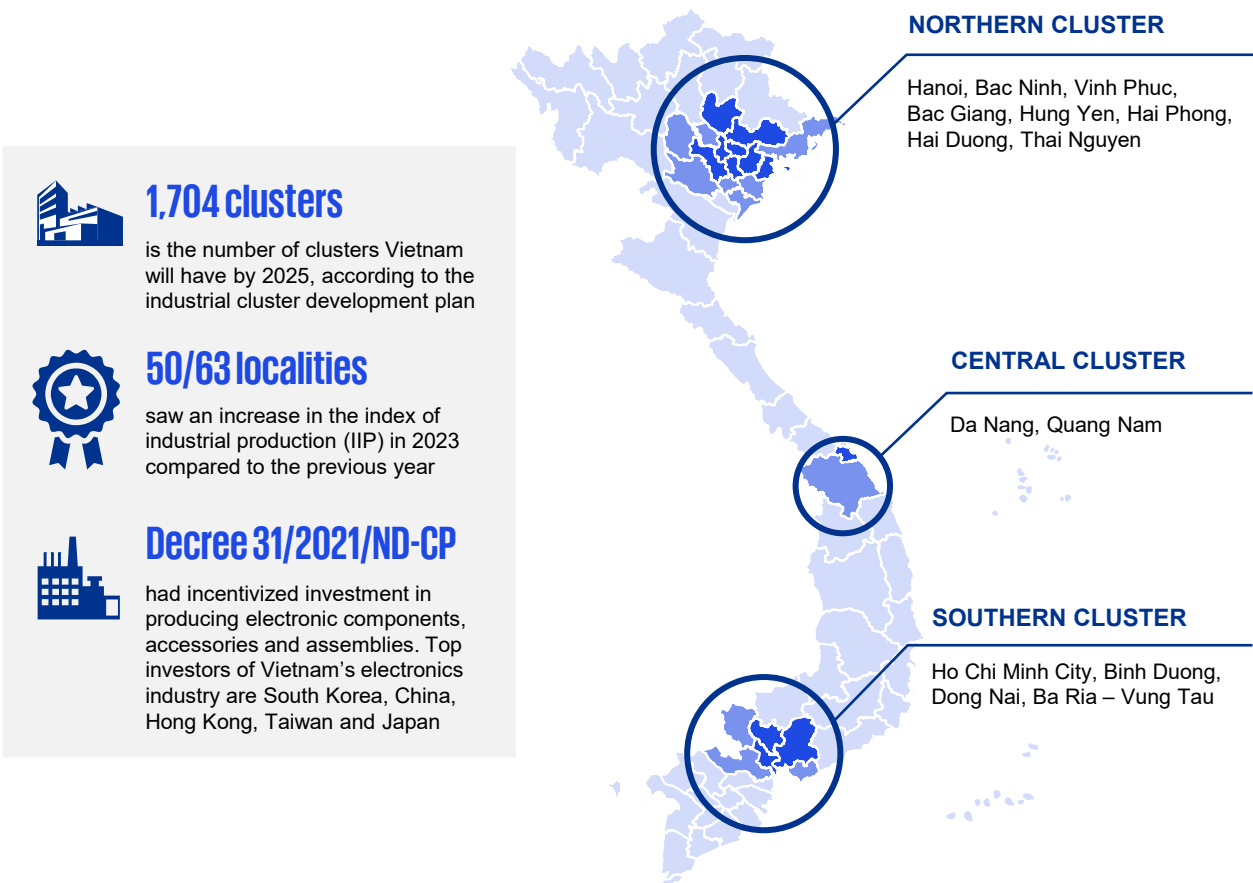 NORTHERN CLUSTER
Hanoi, Bac Ninh, Vinh Phuc,
Bac Giang, Hung Yen, Hai Phong,
Hai Duong, Thai Nguyen
1,704 clusters
is the number of clusters Vietnam
will have by 2025, according to the
industrial cluster development plan
50/63 localities
saw an increase in the index of
industrial production (IIP) in 2023
compared to the previous year
Decree 31/2021/ND-CP
had incentivized investment in
producing electronic components,
accessories and assemblies. Top
investors of Vietnam’s electronics
industry are South Korea, China,
Hong Kong, Taiwan and Japan
CENTRAL CLUSTER
Da Nang, Quang Nam
SOUTHERN CLUSTER
Ho Chi Minh City, Binh Duong,
Dong Nai, Ba Ria – Vung Tau